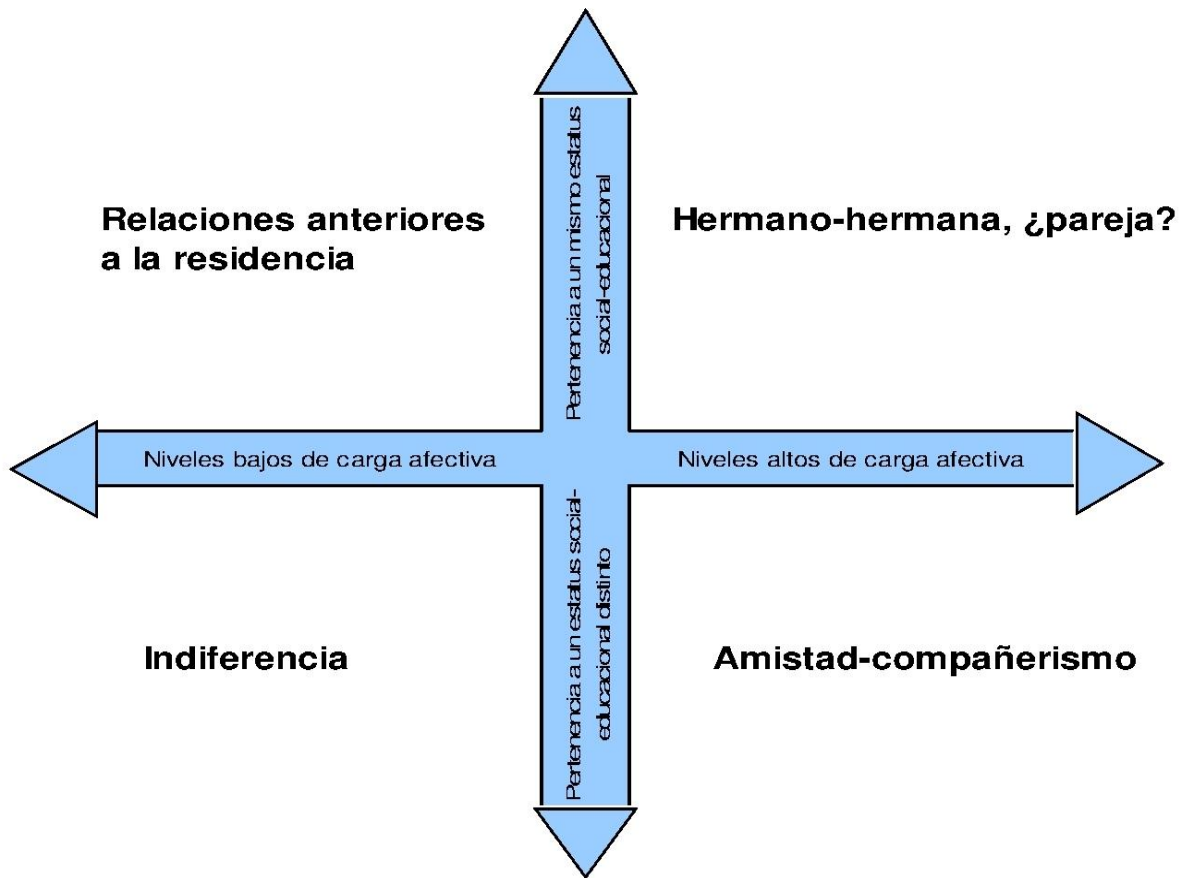 Pertenencia a un mismo estatus
social-educacional
Relaciones anteriores
a la residencia
Hermano-hermana, ¿pareja?
Niveles bajos de carga afectiva
Niveles altos de carga afectiva
Pertenencia a un estatus social-
educacional distinto
Indiferencia
Amistad-compañerismo